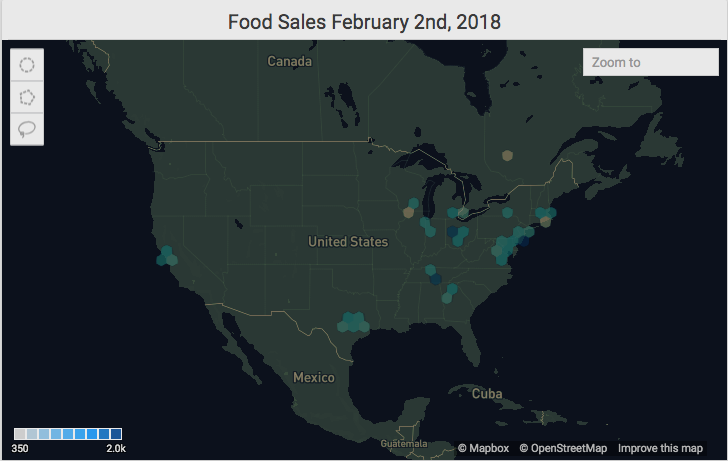 Food Sales February 2nd, 2018
Canada
Zoom to
United States
Mexico
Cuba
Guatemala
350 2.0k
© Mapbox © OpenStreetMap Improve this map